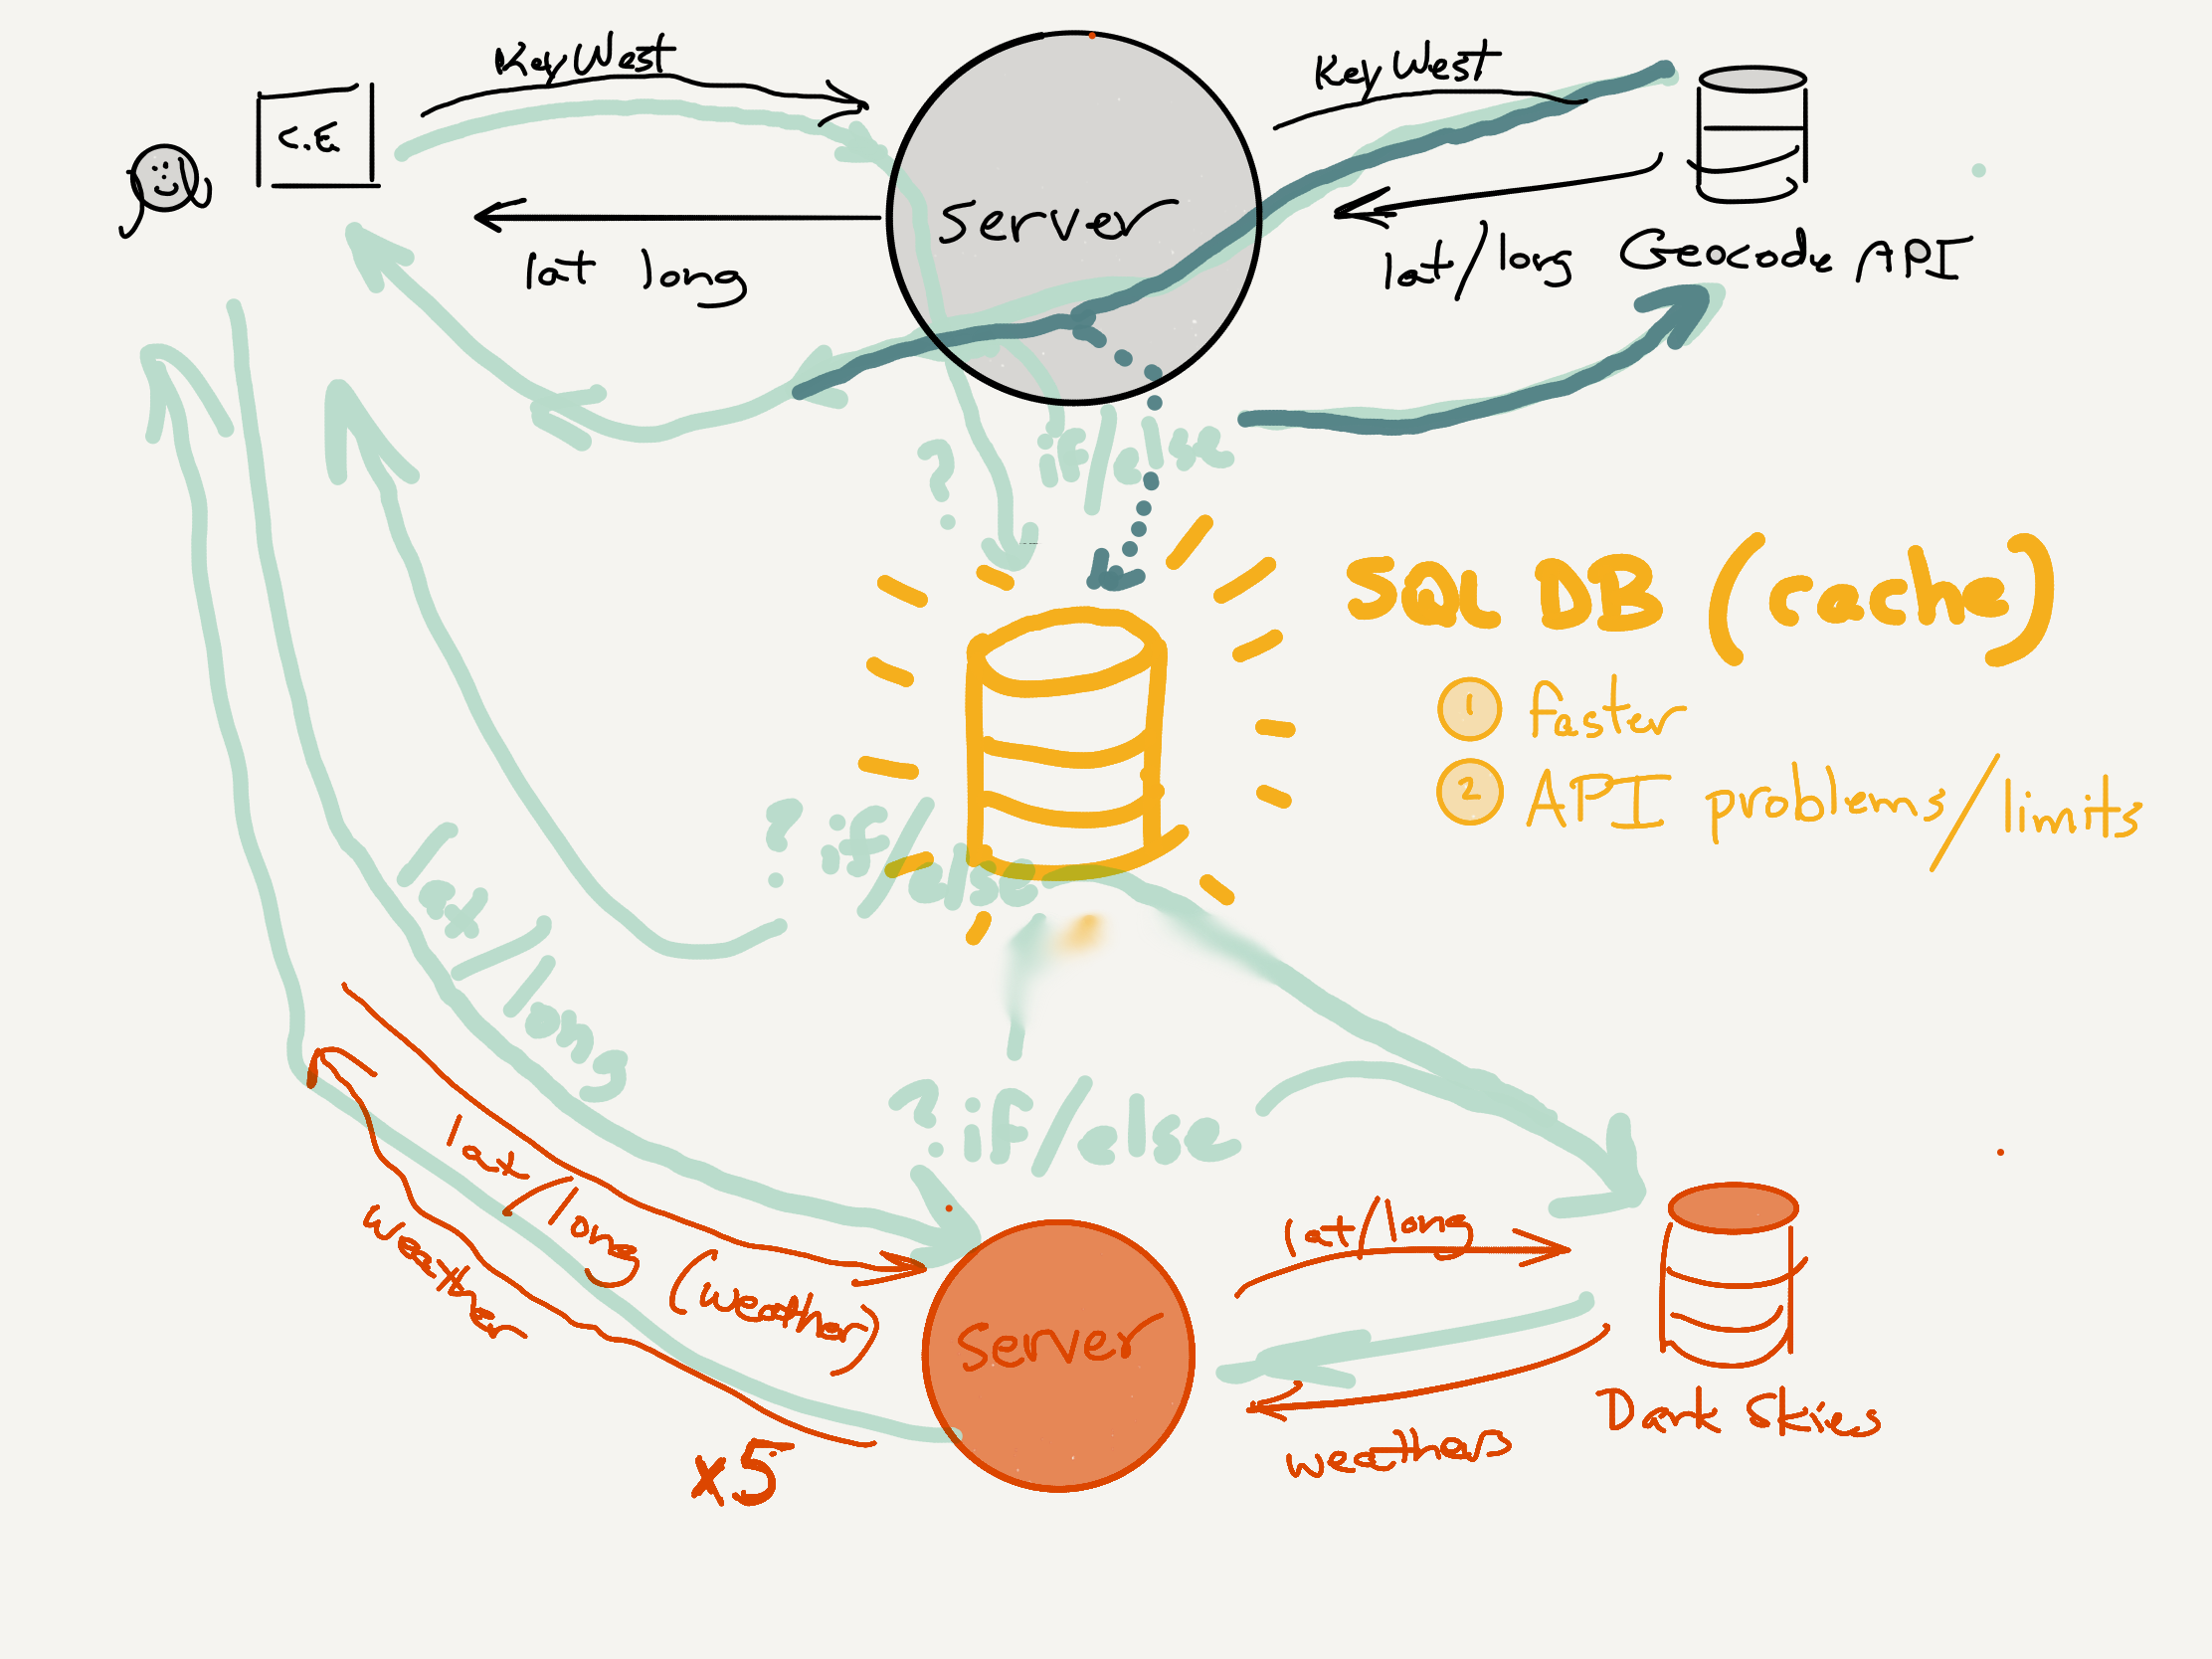 Key West
Key West
Server
lat long
lat/long
Geocode API
? if/else
SQL DB (cache)
1 faster
2 API problems/limits
? if/else
lat/long
? if/else
lat/long
(weather)
weather
lat/long
Server
Dark Skies
weathers
x5